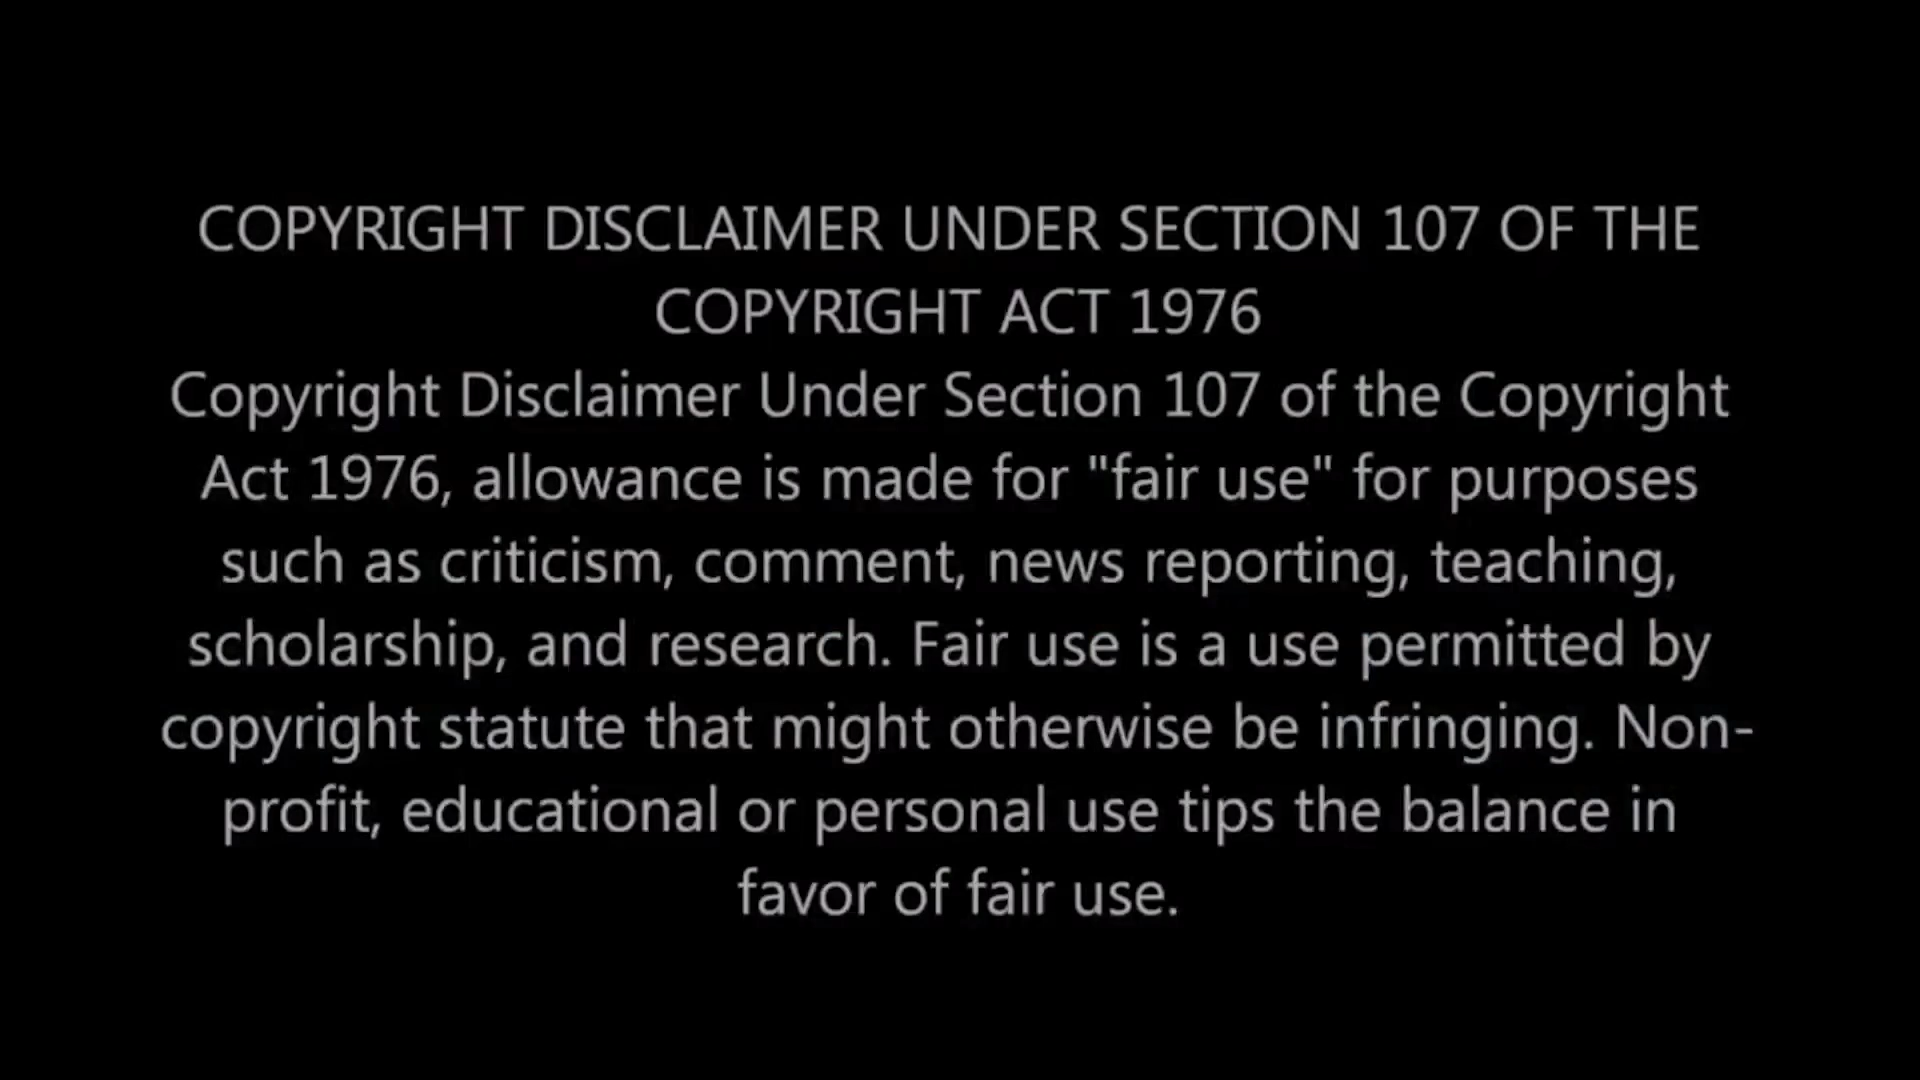 COPYRIGHT DISCLAIMER UNDER SECTION 107 OF THE
COPYRIGHT ACT 1976
Copyright Disclaimer Under Section 107 of the Copyright
Act 1976, allowance is made for "fair use" for purposes
such as criticism, comment, news reporting, teaching,
scholarship, and research. Fair use is a use permitted by
copyright statute that might otherwise be infringing. Non-
profit, educational or personal use tips the balance in
favor of fair use.